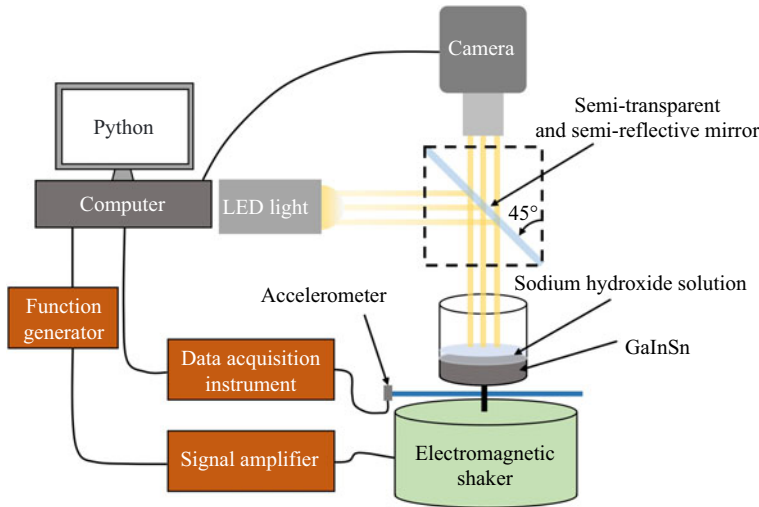 Camera
Python
Semi-transparent
and semi-reflective mirror
Computer
LED light
45°
Sodium hydroxide solution
Accelerometer
Function
generator
GaInSn
Data acquisition
instrument
Signal amplifier
Electromagnetic
shaker